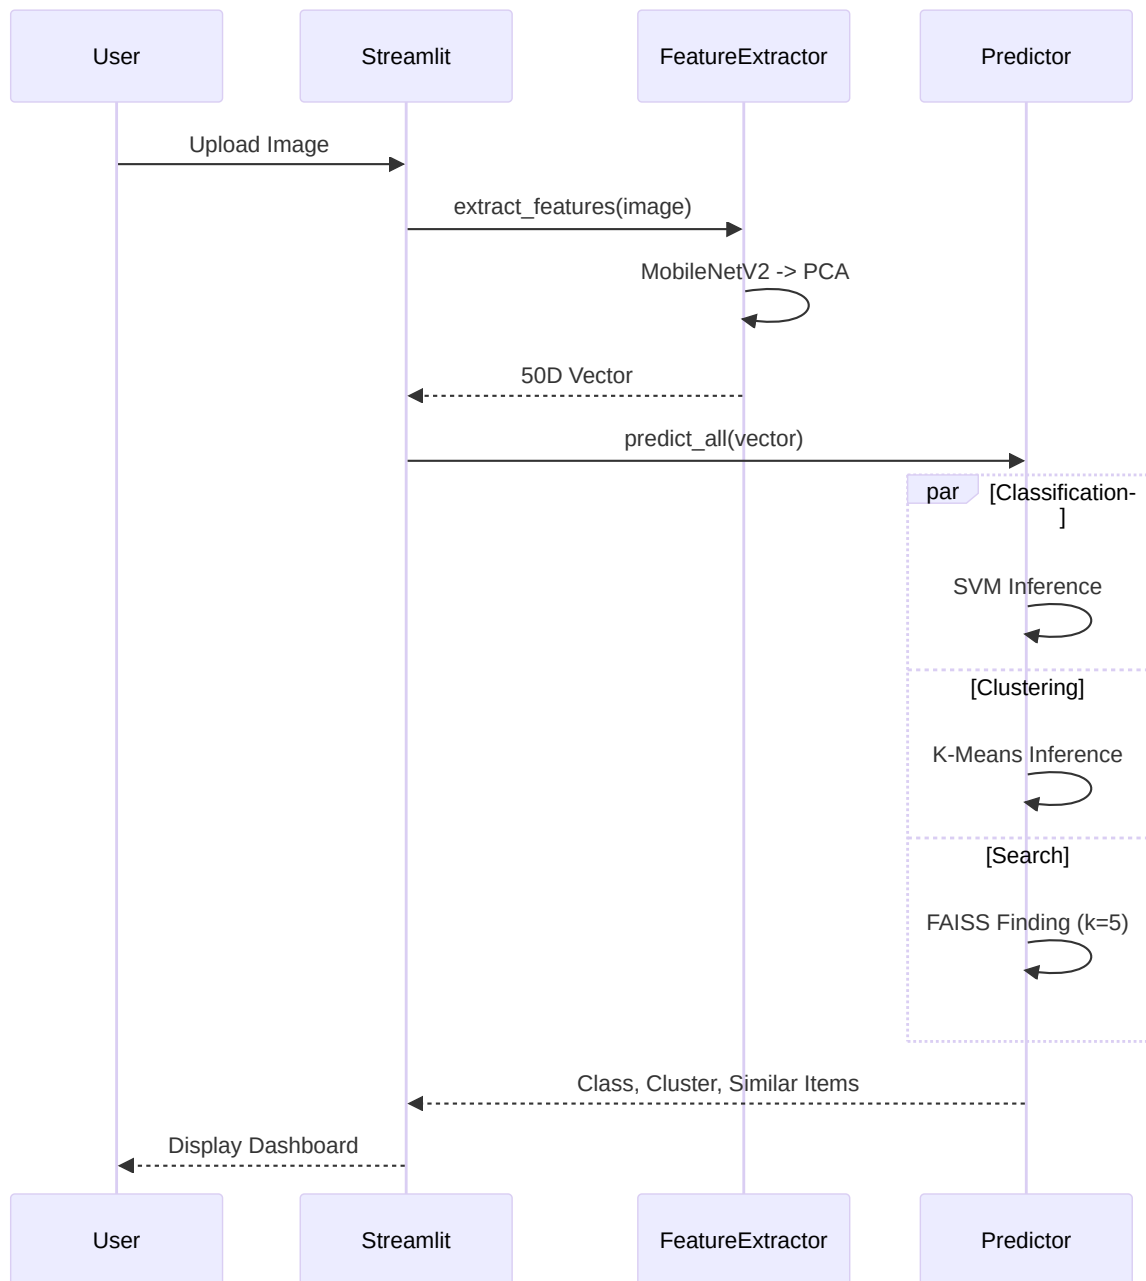 User
Streamlit
FeatureExtractor
Predictor
Upload Image
extract_features(image)
MobileNetV2 -> PCA
50D Vector
predict_all(vector)
par
[Classification-
]
SVM Inference
[Clustering]
K-Means Inference
[Search]
FAISS Finding (k=5)
Class, Cluster, Similar Items
Display Dashboard
User
Streamlit
FeatureExtractor
Predictor